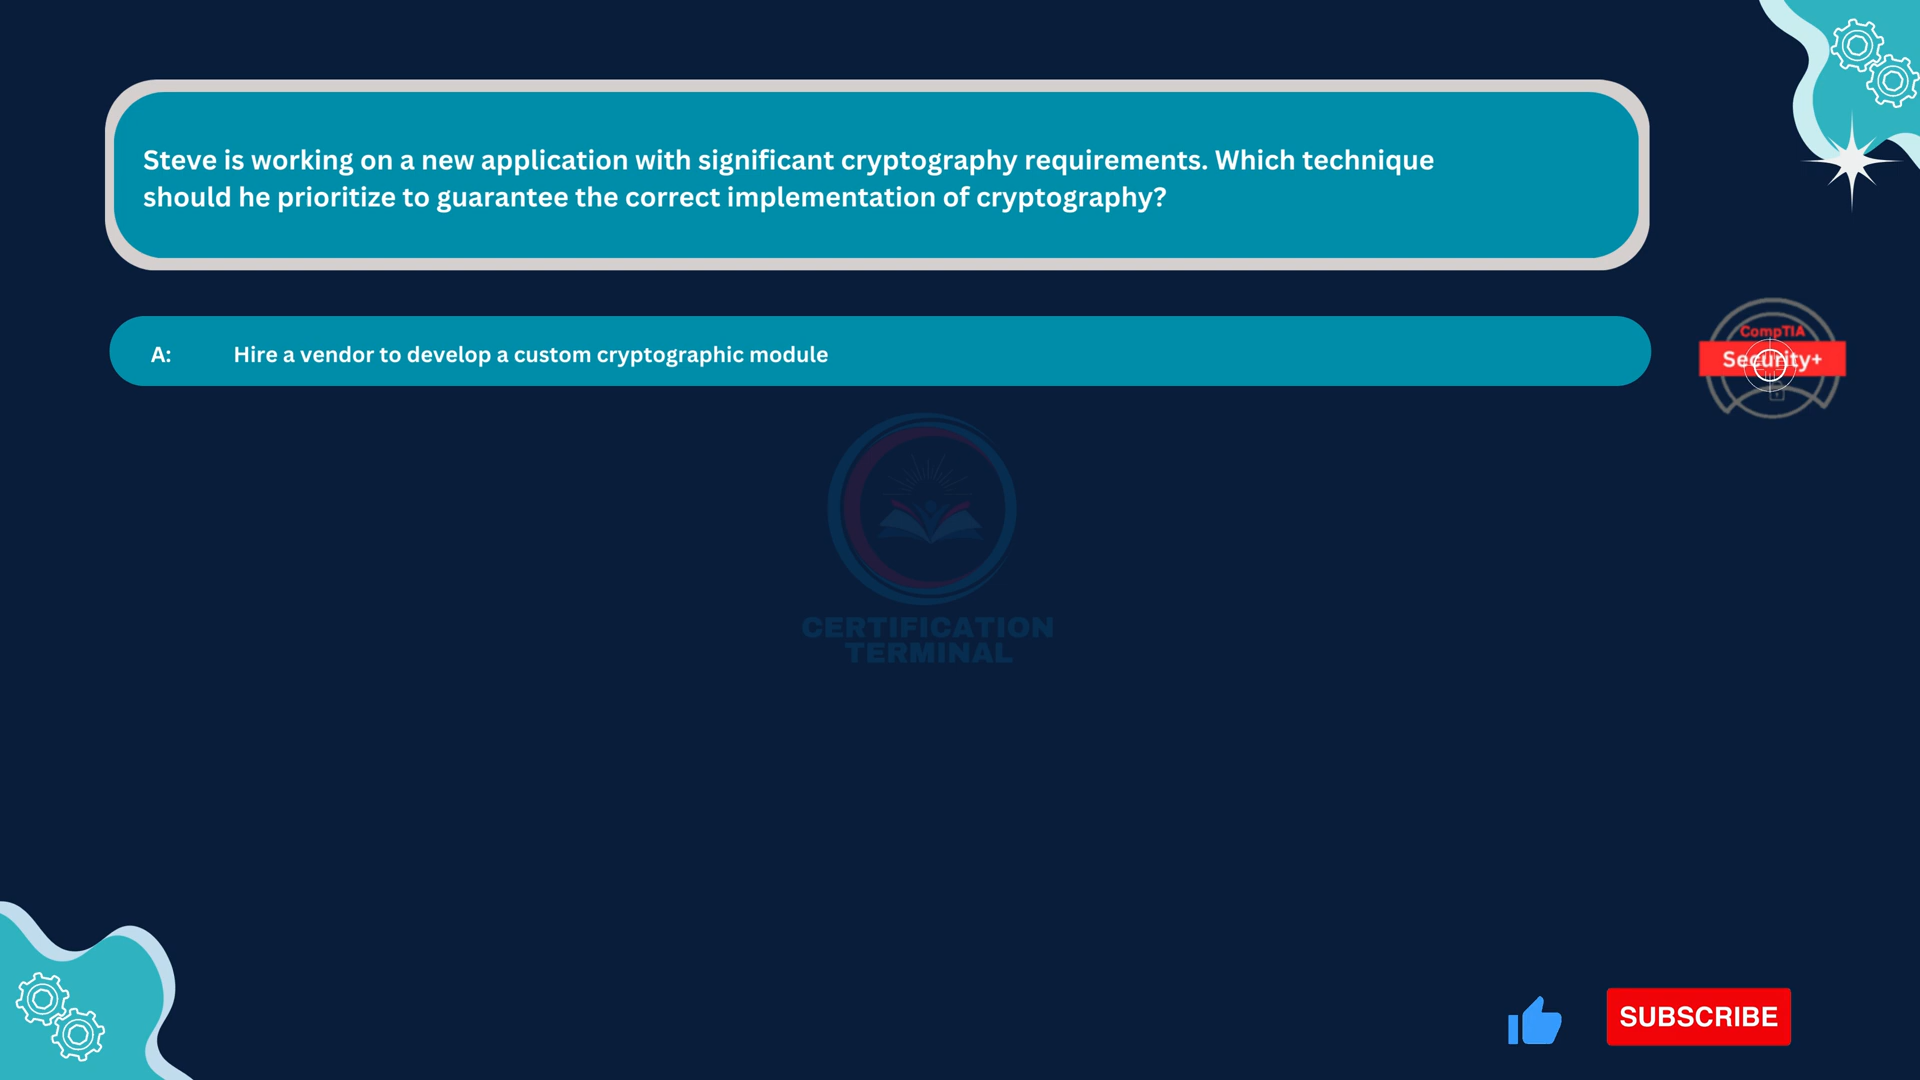 Steve is working on a new application with significant cryptography requirements. Which technique
should he prioritize to guarantee the correct implementation of cryptography?
A: Hire a vendor to develop a custom cryptographic module
CompTIA
Security+
CERTIFICATION
TERMINAL
SUBSCRIBE